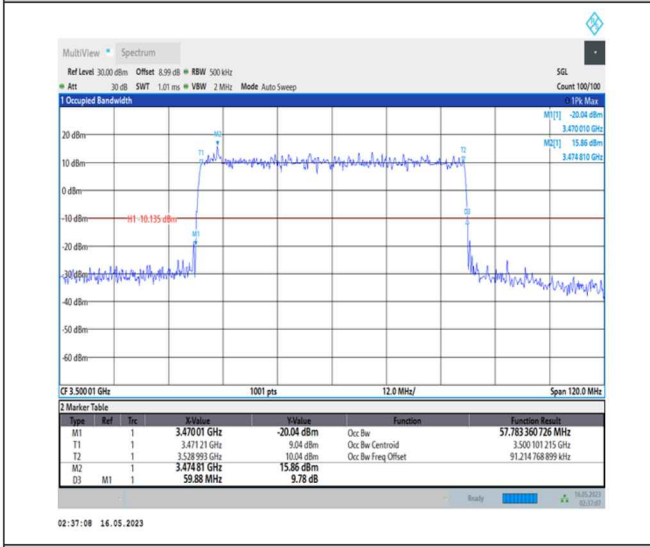 MultiView Spectrum
Ref Level 30.00 dBm Offset 8.99 dB RBW 500 kHz SGL
Att 30 dB SWT 1.01 ms VBW 2 MHz Mode Auto Sweep Count 100/100
1 Occupied Bandwidth 1Pk Max
M1[1] -20.04 dBm
3.470 010 GHz
20 dBm M2 M2[1] 15.86 dBm
T1 T2 3.474 810 GHz
10 dBm
0 dBm
D3
-10 dBm H1 -10.135 dBm
M1
-20 dBm
-30 dBm
-40 dBm
-50 dBm
-60 dBm
CF 3.500 01 GHz 1001 pts 12.0 MHz/ Span 120.0 MHz
2 Marker Table
Type Ref Trc X-Value Y-Value Function Function Result
M1 1 3.470 01 GHz -20.04 dBm Occ Bw 57.783 360 726 MHz
T1 1 3.471 21 GHz 9.04 dBm Occ Bw Centroid 3.500 101 215 GHz
T2 1 3.528 993 GHz 10.04 dBm Occ Bw Freq Offset 91.214 768 899 kHz
M2 1 3.474 81 GHz 15.86 dBm
D3 M1 1 59.88 MHz 9.78 dB
Ready 16.05.2023
02:37:07
02:37:08 16.05.2023